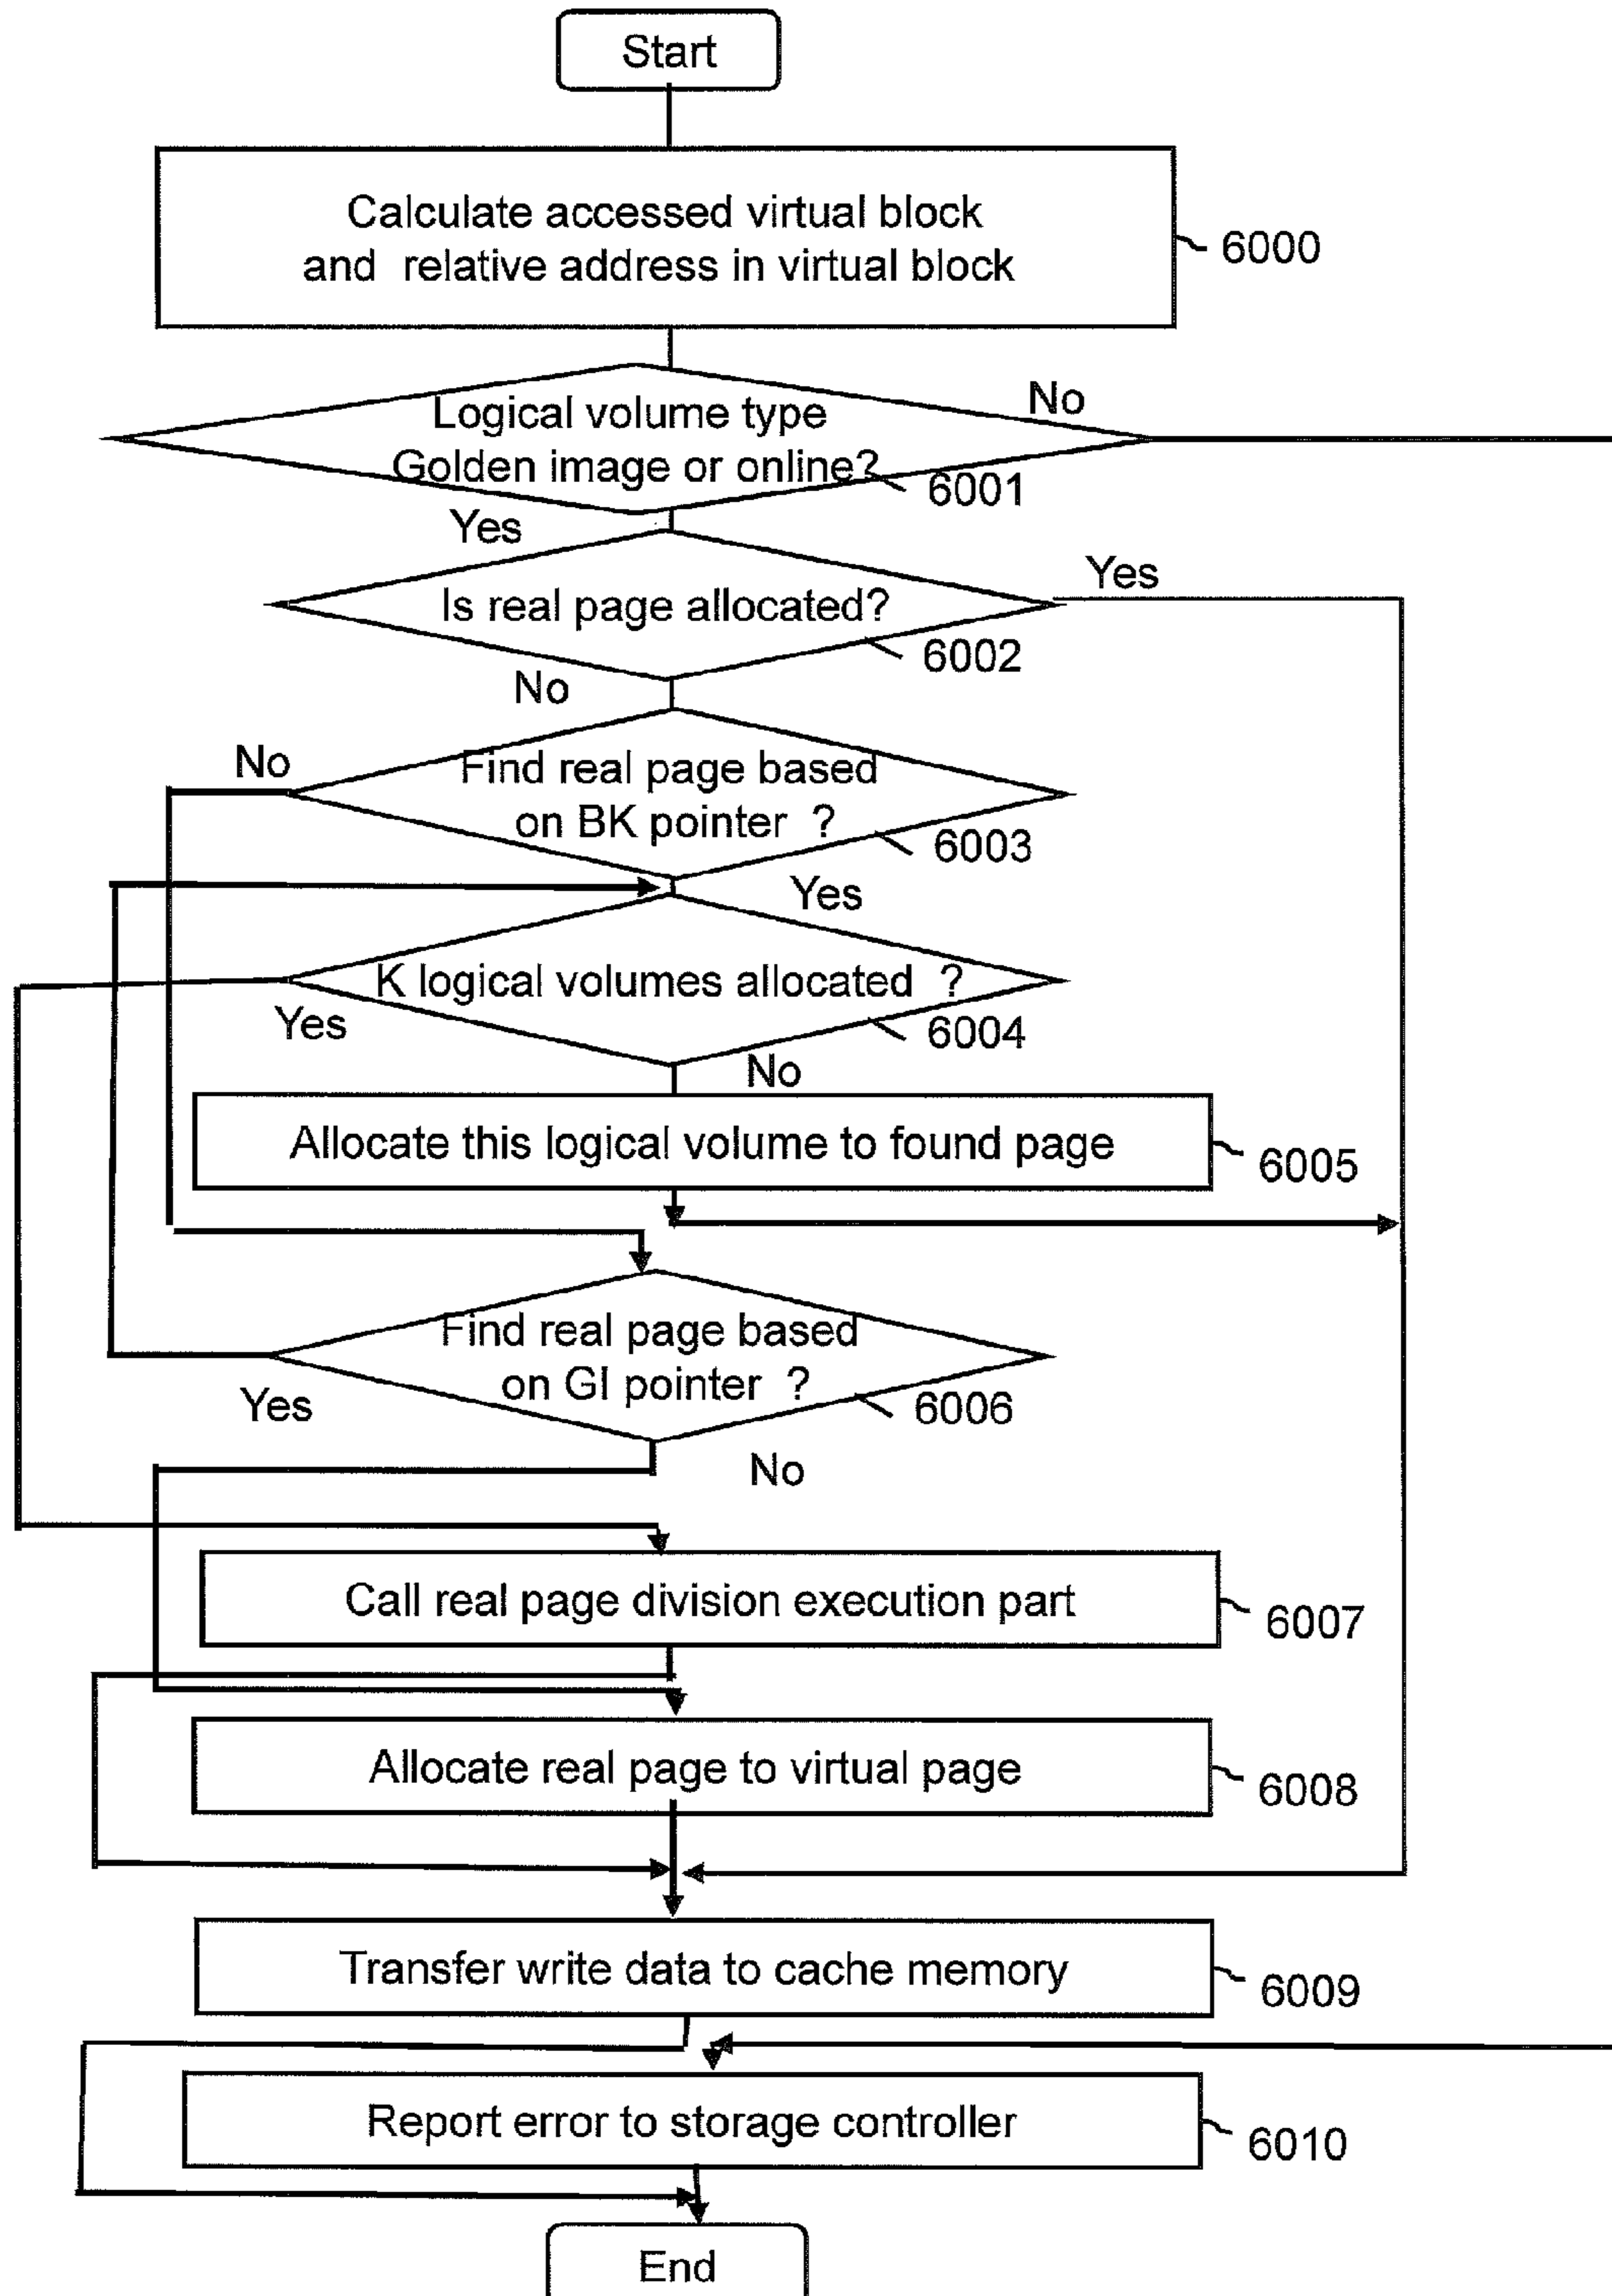 Start
Calculate accessed virtual block
and relative address in virtual block
6000
Logical volume type
Golden image or online?
No
6001
Yes
Is real page allocated?
Yes
6002
No
Find real page based
on BK pointer ?
No
6003
Yes
K logical volumes allocated ?
Yes
6004
No
Allocate this logical volume to found page
6005
Find real page based
on GI pointer ?
Yes
6006
No
Call real page division execution part
6007
Allocate real page to virtual page
6008
Transfer write data to cache memory
6009
Report error to storage controller
6010
End